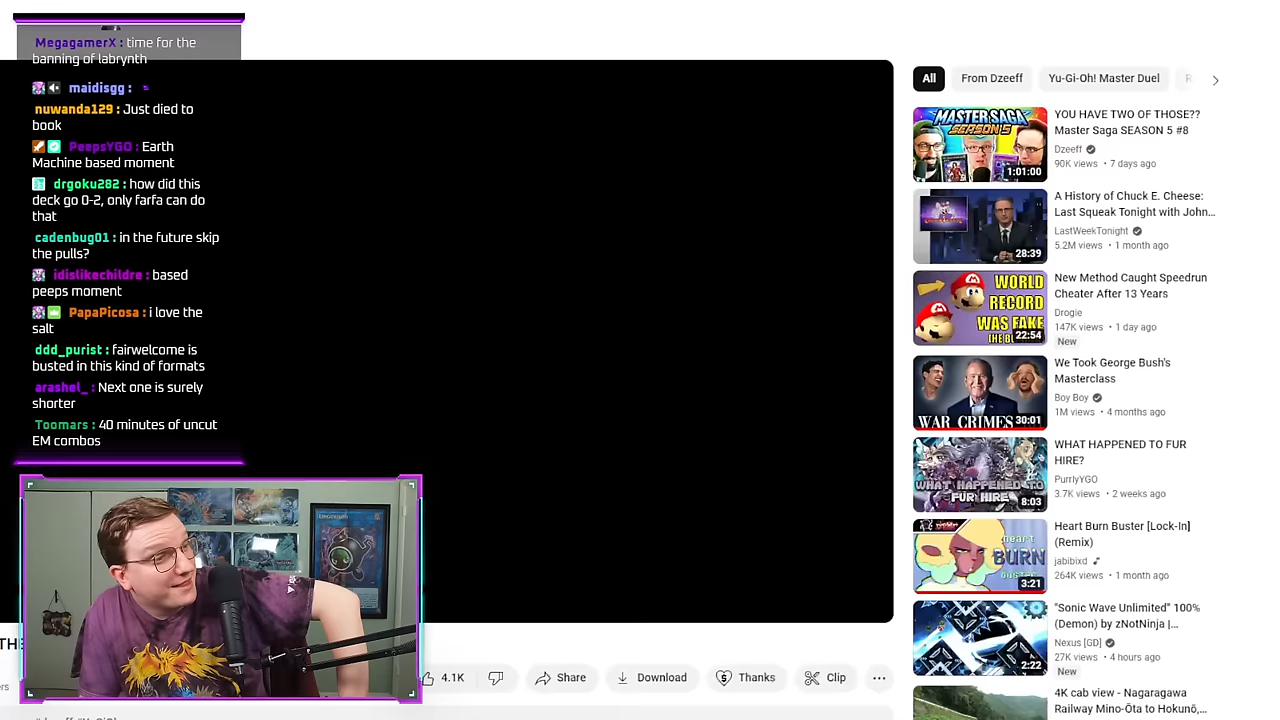 MegagamerX : time for the
banning of labrynth
maidisgg :
nuwanda129 : Just died to
book
PeepsYGO : Earth
Machine based moment
drgoku282 : how did this
deck go 0-2, only farfa can do
that
cadenbug01 : in the future skip
the pulls?
idislikechildre : based
peeps moment
PapaPicosa : i love the
salt
ddd_purist : fairwelcome is
busted in this kind of formats
arashel_ : Next one is surely
shorter
Toomars : 40 minutes of uncut
EM combos
THE
4.1K
Share
Download
Thanks
Clip
All
From Dzeeff
Yu-Gi-Oh! Master Duel
MASTER SAGA
SEASON 5
1:01:00
YOU HAVE TWO OF THOSE??
Master Saga SEASON 5 #8
Dzeeff
90K views • 7 days ago
28:39
A History of Chuck E. Cheese:
Last Squeak Tonight with John...
LastWeekTonight
5.2M views • 1 month ago
WORLD
RECORD
WAS FAKE
22:54
New Method Caught Speedrun
Cheater After 13 Years
Drogie
147K views • 1 day ago
New
WAR CRIMES
30:01
We Took George Bush's
Masterclass
Boy Boy
1M views • 4 months ago
WHAT HAPPENED TO
FUR HIRE
8:03
WHAT HAPPENED TO FUR
HIRE?
PurrlyYGO
3.7K views • 2 weeks ago
heart
BURN
3:21
Heart Burn Buster [Lock-In]
(Remix)
jabibixd
264K views • 1 month ago
2:22
"Sonic Wave Unlimited" 100%
(Demon) by zNotNinja |...
Nexus [GD]
27K views • 4 hours ago
New
4K cab view - Nagaragawa
Railway Mino-Ōta to Hokunō,...